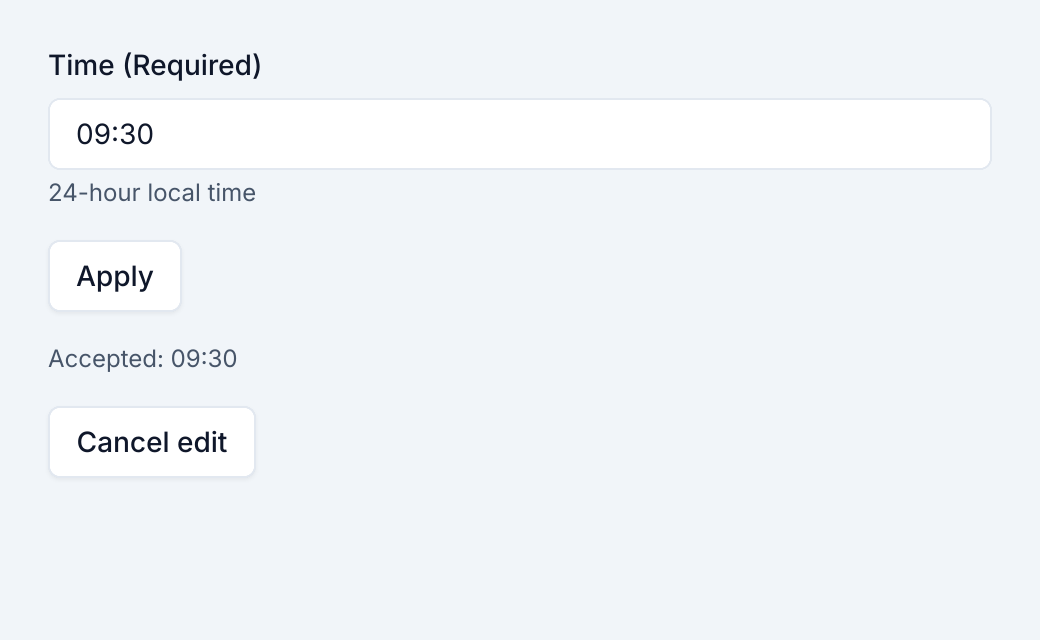 Time (Required)
09:30
24-hour local time
Apply
Accepted: 09:30
Cancel edit